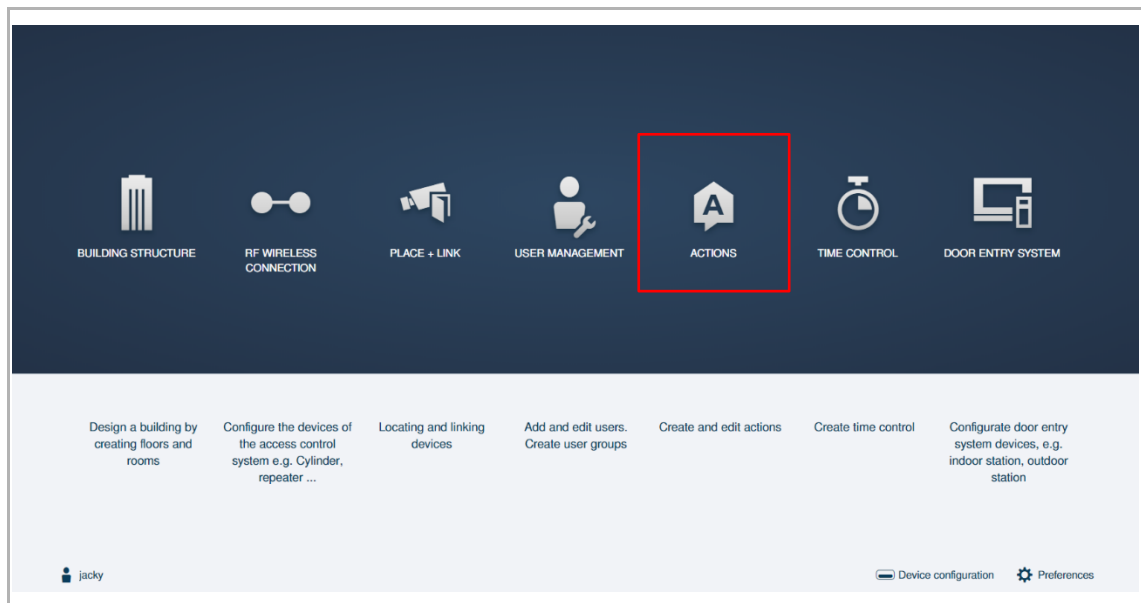 A
BUILDING STRUCTURE
RF WIRELESS
CONNECTION
PLACE + LINK
USER MANAGEMENT
ACTIONS
TIME CONTROL
DOOR ENTRY SYSTEM
Design a building by
creating floors and
rooms
Configure the devices of
the access control
system e.g. Cylinder,
repeater ...
Locating and linking
devices
Add and edit users.
Create user groups
Create and edit actions
Create time control
Configurate door entry
system devices, e.g.
indoor station, outdoor
station
jacky
Device configuration
Preferences